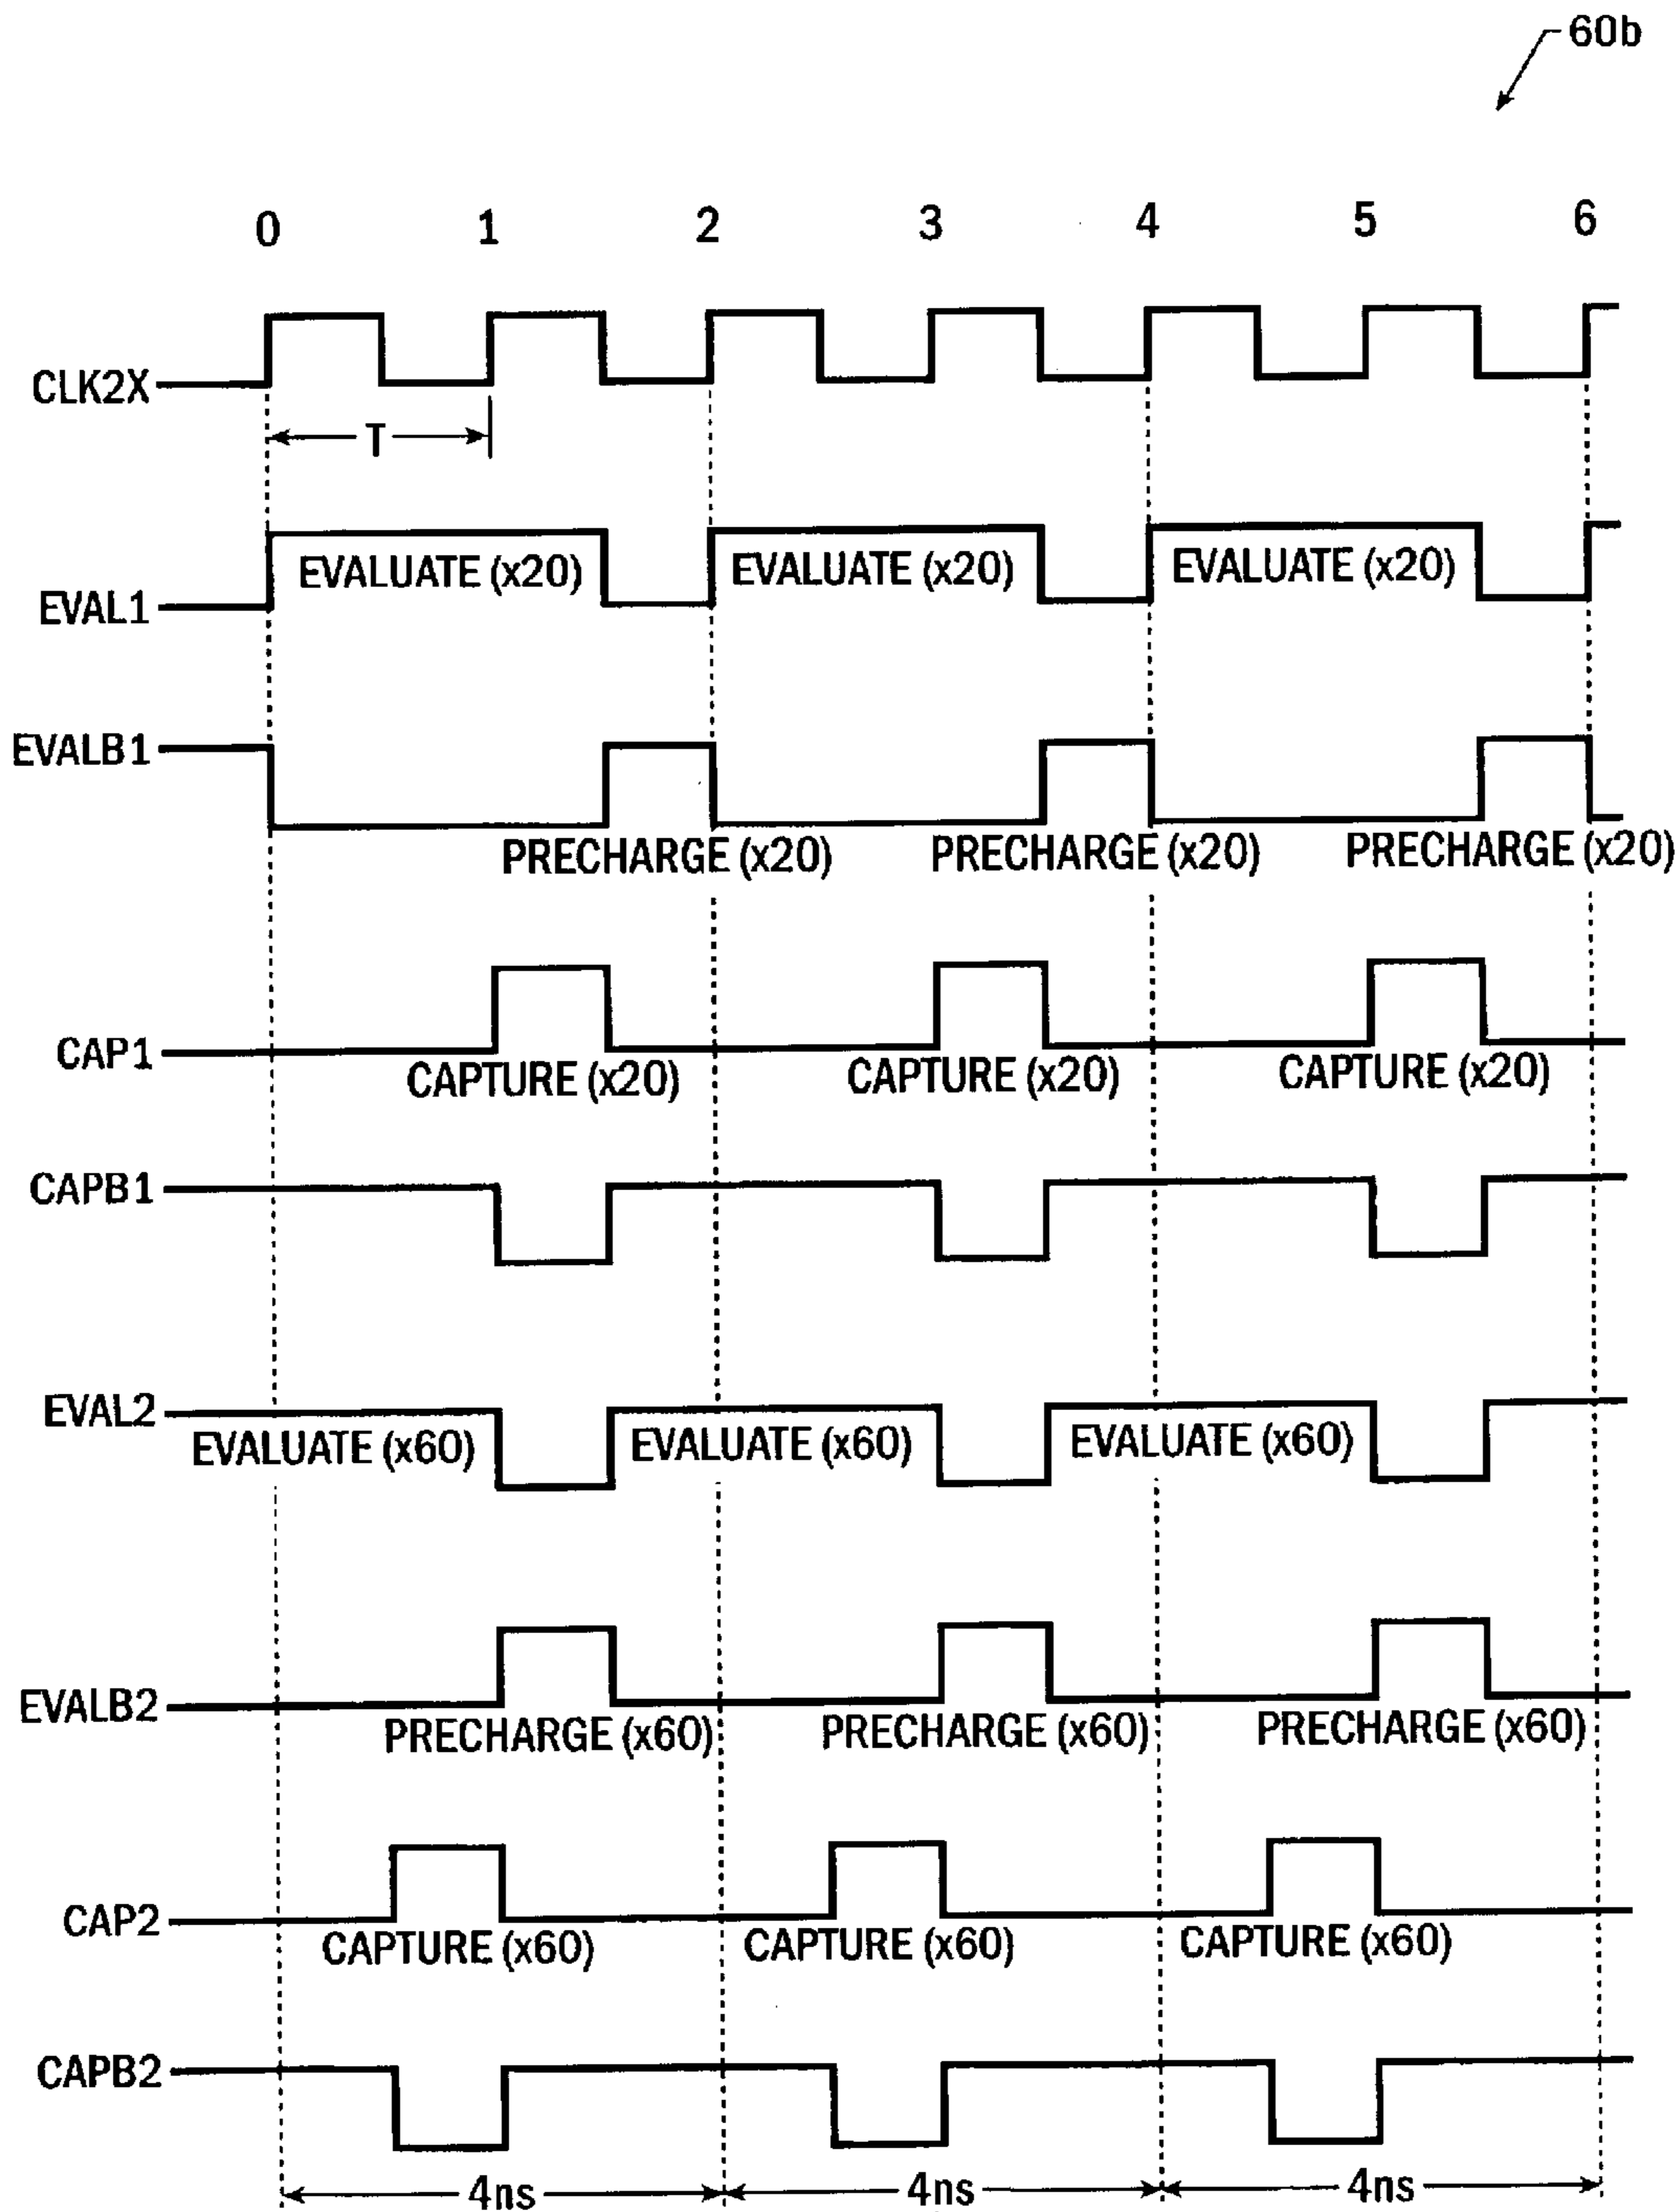 60b
0 1 2 3 4 5 6
CLK2X
T
EVALUATE (x20) EVALUATE (x20) EVALUATE (x20)
EVAL1
EVALB1
PRECHARGE (x20) PRECHARGE (x20) PRECHARGE (x20)
CAP1
CAPTURE (x20) CAPTURE (x20) CAPTURE (x20)
CAPB1
EVAL2
EVALUATE (x60) EVALUATE (x60) EVALUATE (x60)
EVALB2
PRECHARGE (x60) PRECHARGE (x60) PRECHARGE (x60)
CAP2
CAPTURE (x60) CAPTURE (x60) CAPTURE (x60)
CAPB2
4ns 4ns 4ns